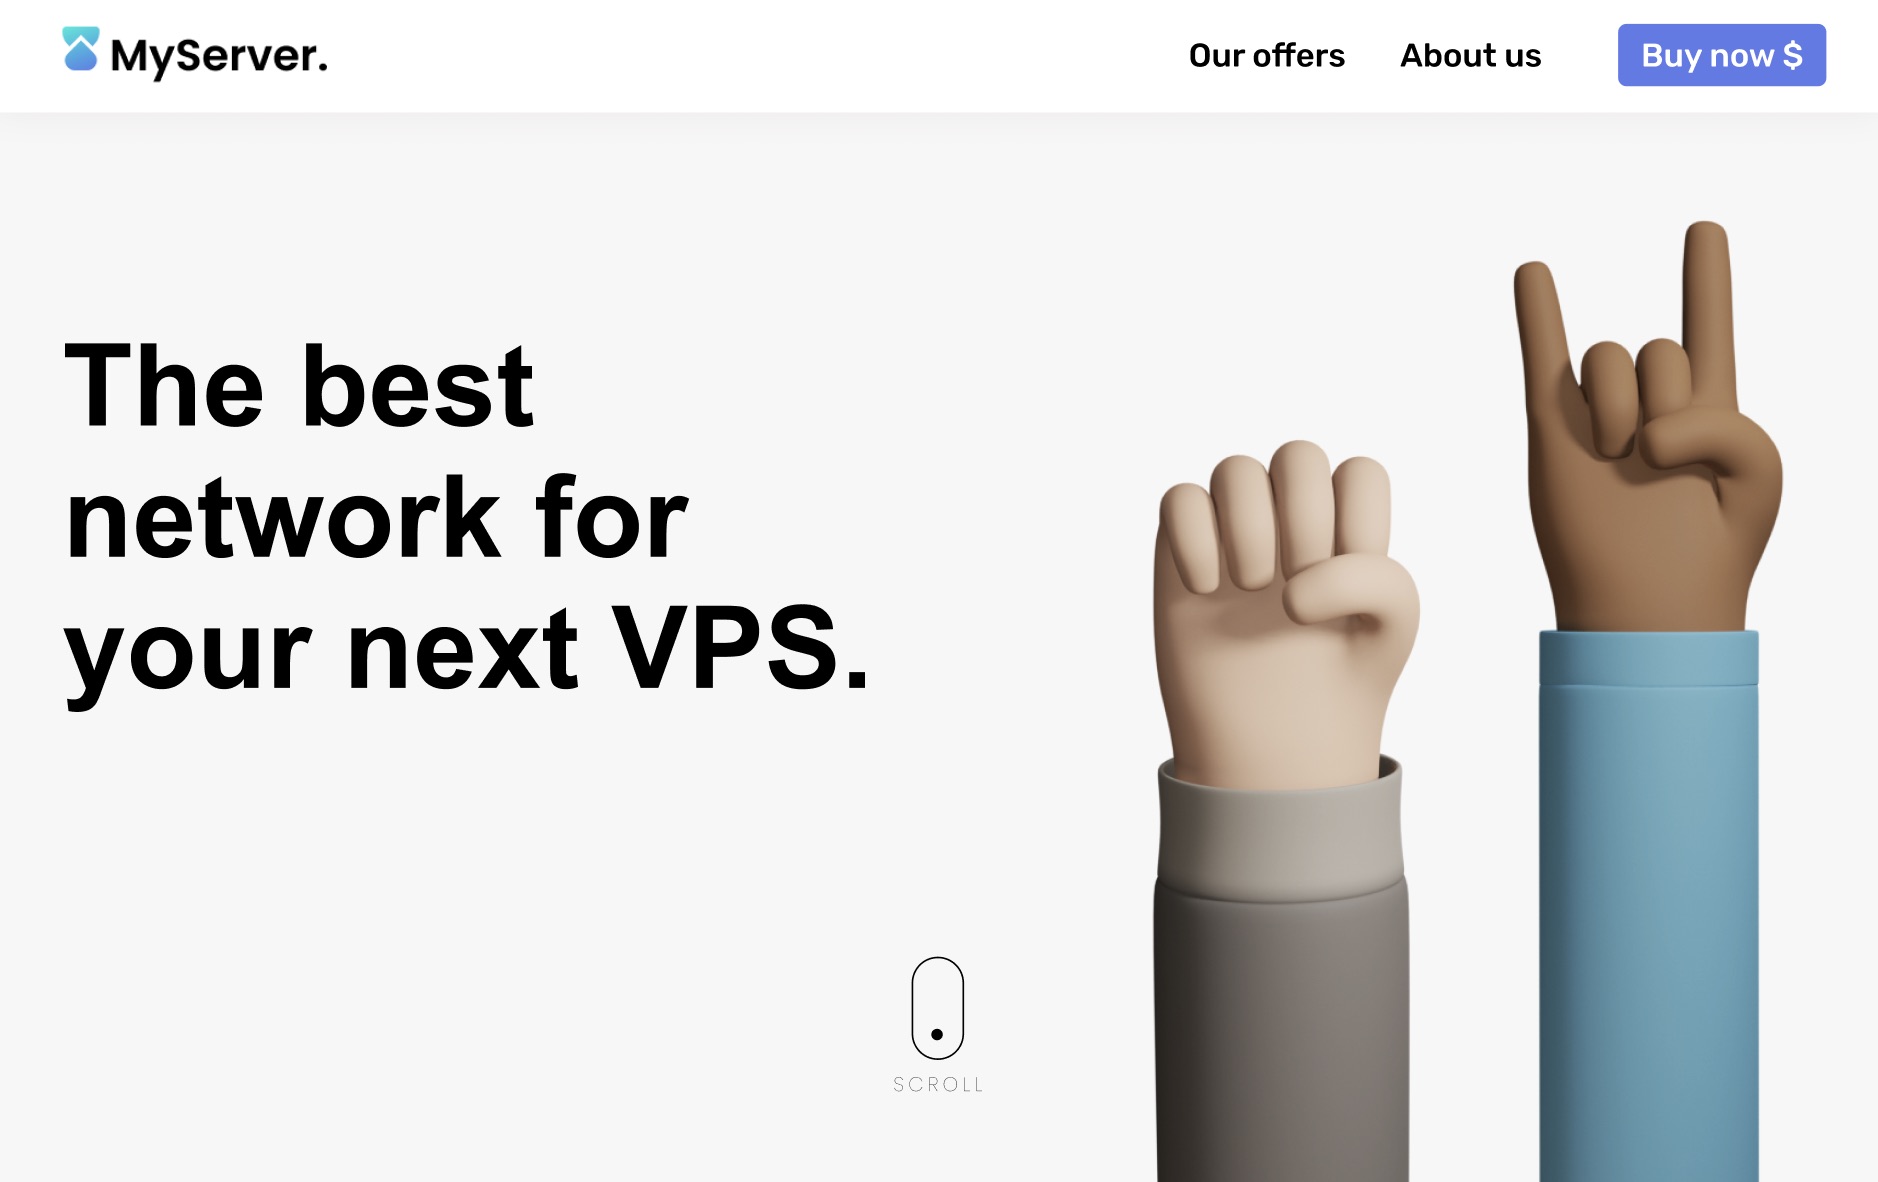 MyServer.
Our offers
About us
Buy now $
The best
network for
your next VPS.
SCROLL